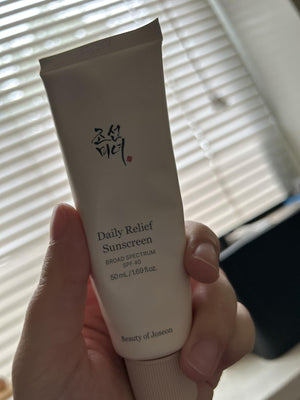 조선
미녀
Daily Relief
Sunscreen
BROAD SPECTRUM
SPF 40
50 mL / 1.69 fl.oz.
Beauty of Joseon